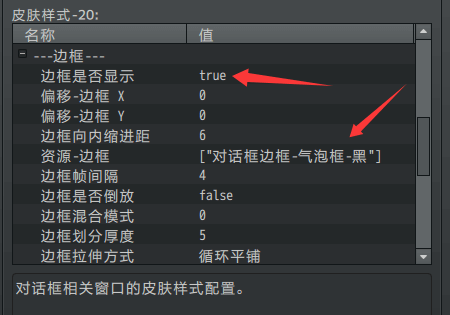 皮肤样式-20:
名称 值
---边框---
边框是否显示 true
偏移-边框 X 0
偏移-边框 Y 0
边框向内缩进距 6
资源-边框 ["对话框边框-气泡框-黑"]
边框帧间隔 4
边框是否倒放 false
边框混合模式 0
边框划分厚度 5
边框拉伸方式 循环平铺
对话框相关窗口的皮肤样式配置。